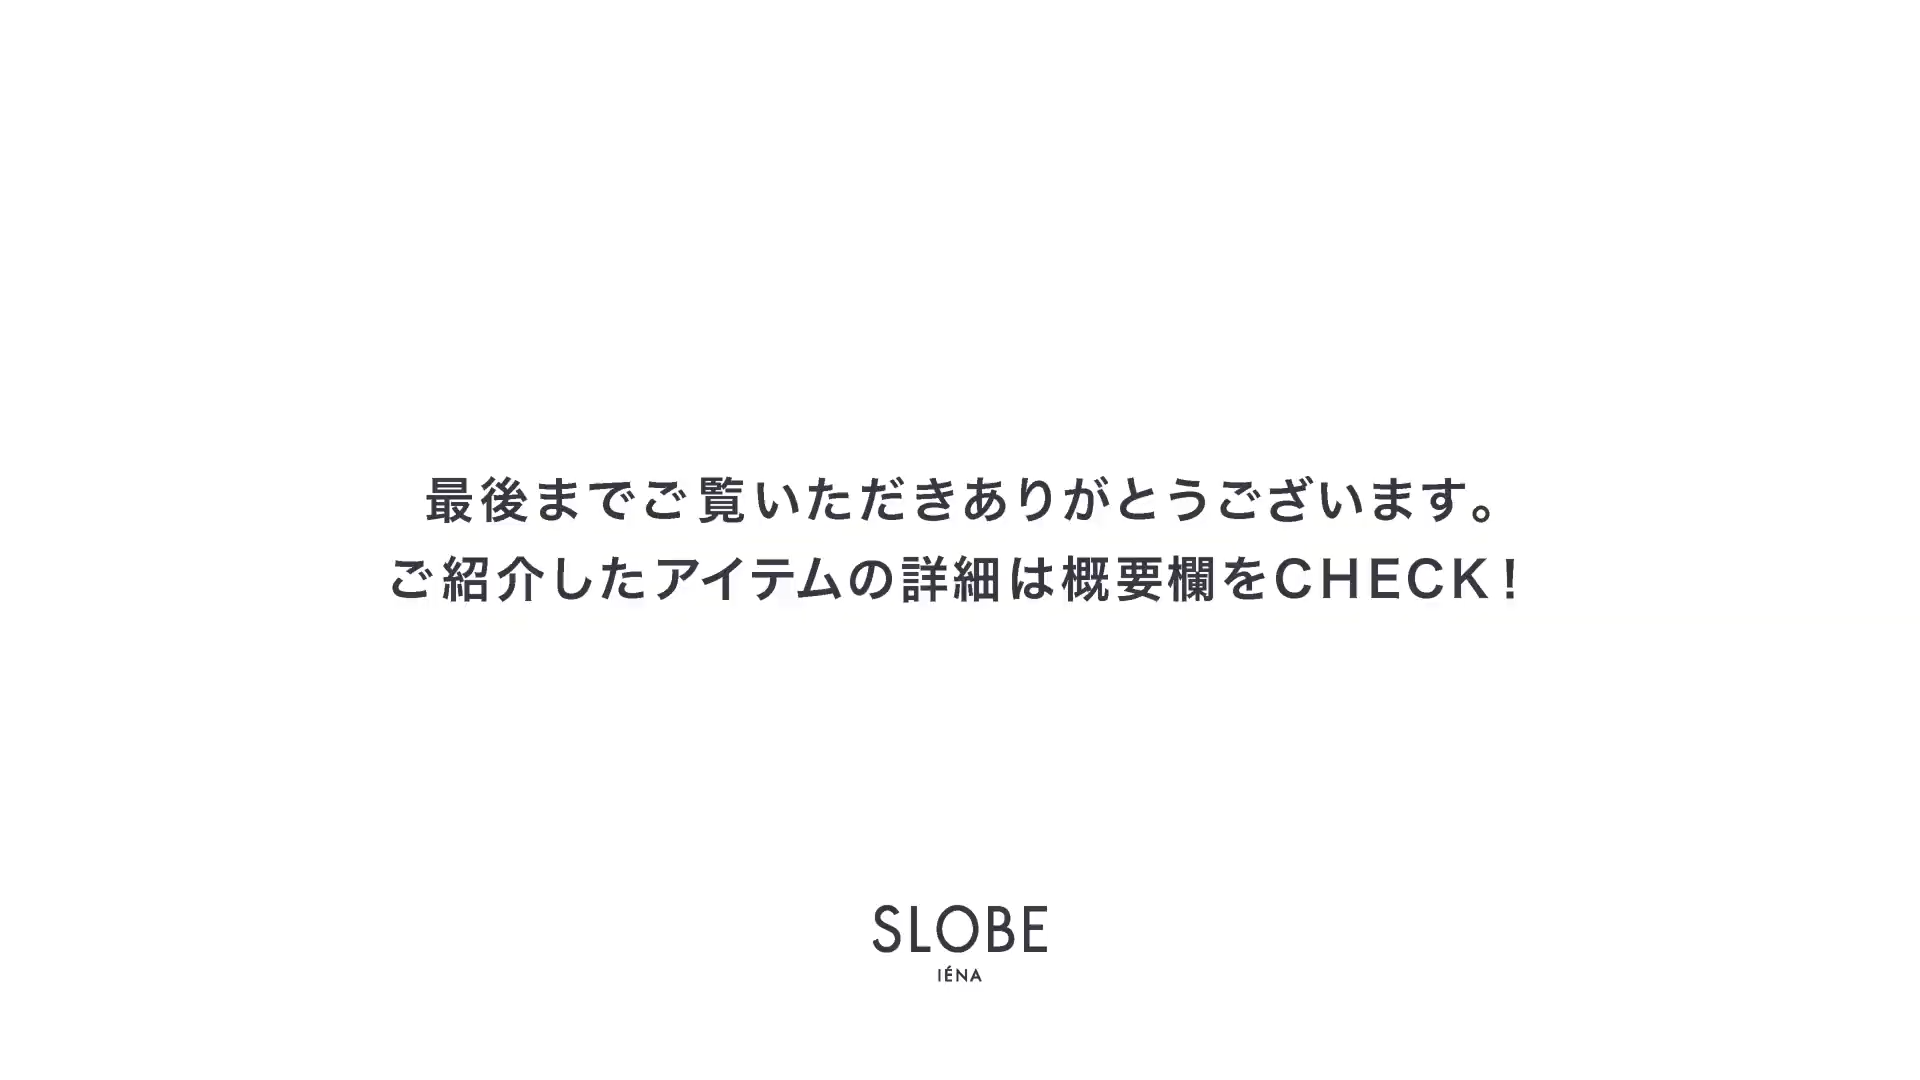 最後までご覧いただきありがとうございます。
ご紹介したアイテムの詳細は概要欄をCHECK！
SLOBE
IÉNA